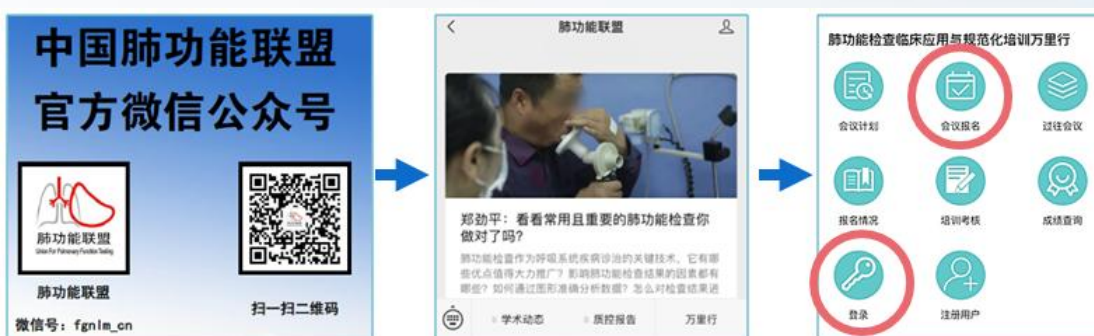 中国肺功能联盟
官方微信公众号
肺功能联盟
Union For Pulmonary Function Testing
肺功能联盟
微信号：fgnlm_cn
扫一扫二维码
肺功能联盟
郑劲平：看看常用且重要的肺功能检查你
做对了吗？
肺功能检查作为呼吸系统疾病诊治的关键技术，它有哪
些优点值得大力推广？影响肺功能检查结果的因素都有
哪些？如何通过图形准确分析数据？怎么对检查结果进
学术动态
质控报告
万里行
肺功能检查临床应用与规范化培训万里行
会议计划
会议报名
过往会议
报名情况
培训考核
成绩查询
登录
注册用户